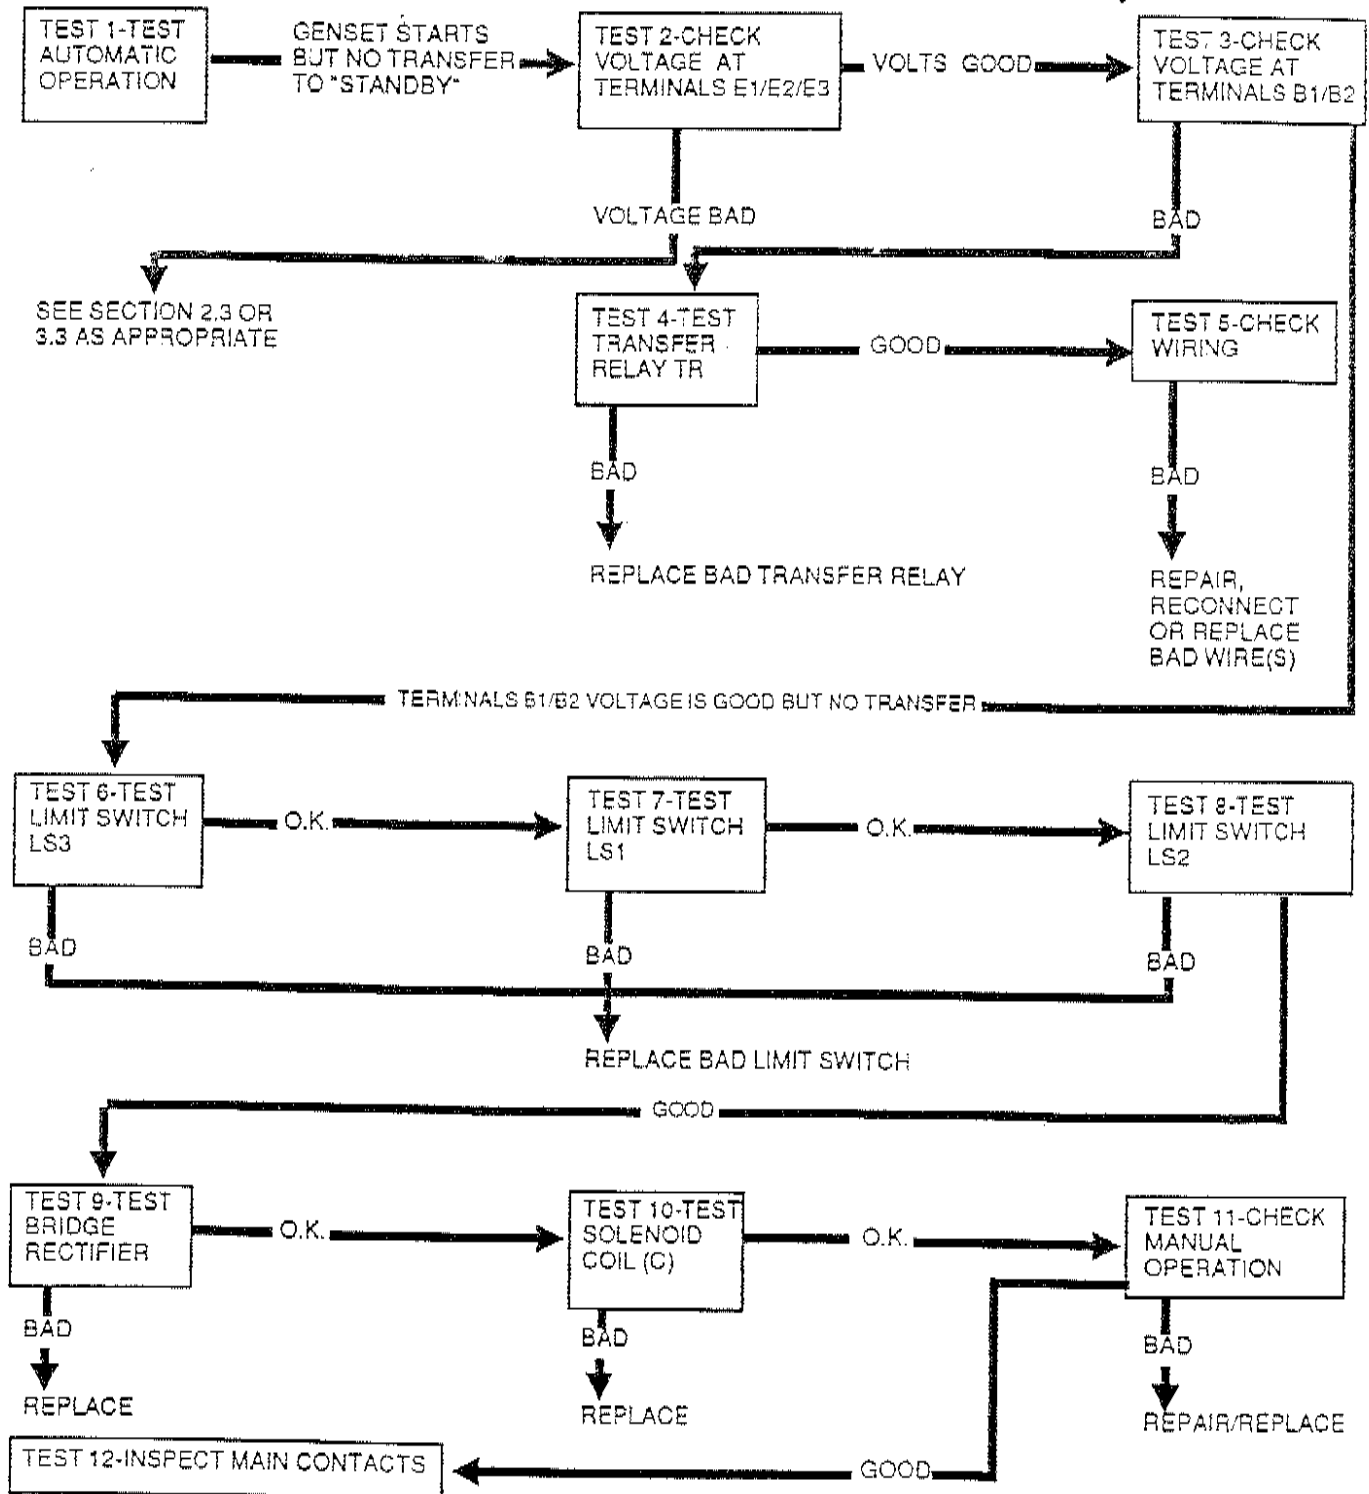 TEST 1-TEST
AUTOMATIC
OPERATION
GENSET STARTS
BUT NO TRANSFER
TO "STANDBY"
TEST 2-CHECK
VOLTAGE AT
TERMINALS E1/E2/E3
VOLTS GOOD
TEST 3-CHECK
VOLTAGE AT
TERMINALS B1/B2
VOLTAGE BAD
BAD
SEE SECTION 2.3 OR
3.3 AS APPROPRIATE
TEST 4-TEST
TRANSFER
RELAY TR
GOOD
TEST 5-CHECK
WIRING
BAD
REPLACE BAD TRANSFER RELAY
BAD
REPAIR,
RECONNECT
OR REPLACE
BAD WIRE(S)
TERMINALS B1/B2 VOLTAGE IS GOOD BUT NO TRANSFER
TEST 6-TEST
LIMIT SWITCH
LS3
O.K.
TEST 7-TEST
LIMIT SWITCH
LS1
O.K.
TEST 8-TEST
LIMIT SWITCH
LS2
BAD
BAD
BAD
REPLACE BAD LIMIT SWITCH
GOOD
TEST 9-TEST
BRIDGE
RECTIFIER
O.K.
TEST 10-TEST
SOLENOID
COIL (C)
O.K.
TEST 11-CHECK
MANUAL
OPERATION
BAD
REPLACE
BAD
REPLACE
BAD
REPAIR/REPLACE
TEST 12-INSPECT MAIN CONTACTS
GOOD